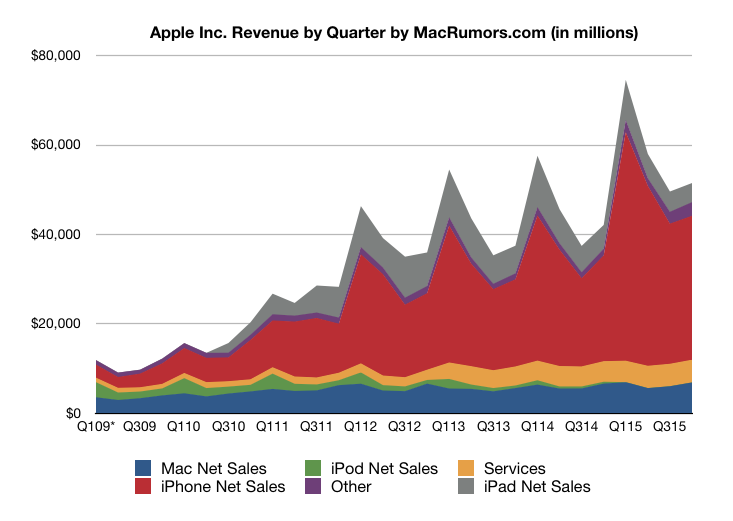 Apple Inc. Revenue by Quarter by MacRumors.com (in millions)
$80,000
$60,000
$40,000
$20,000
$0
Q109* Q309 Q110 Q310 Q111 Q311 Q112 Q312 Q113 Q313 Q114 Q314 Q115 Q315
Mac Net Sales iPod Net Sales Services
iPhone Net Sales Other iPad Net Sales